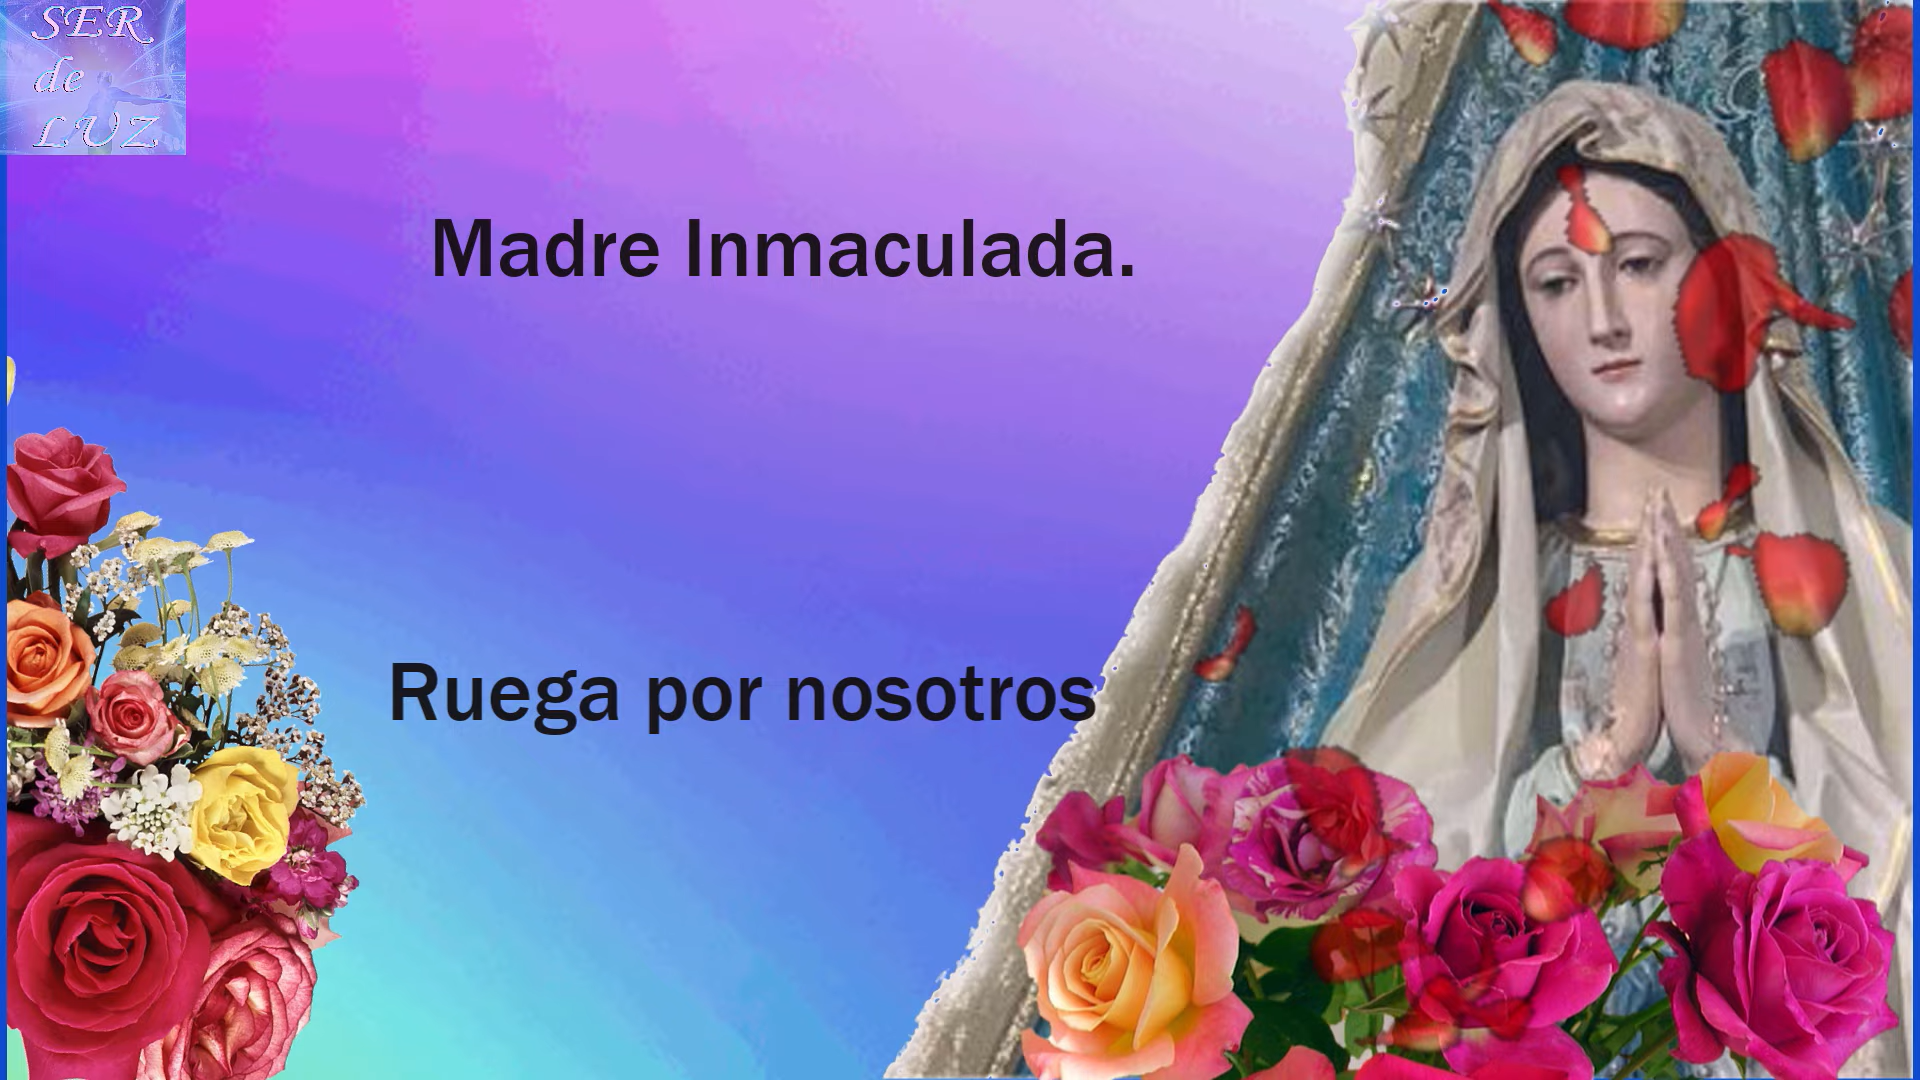 SER
de
LUZ
Madre Inmaculada.
Ruega por nosotros